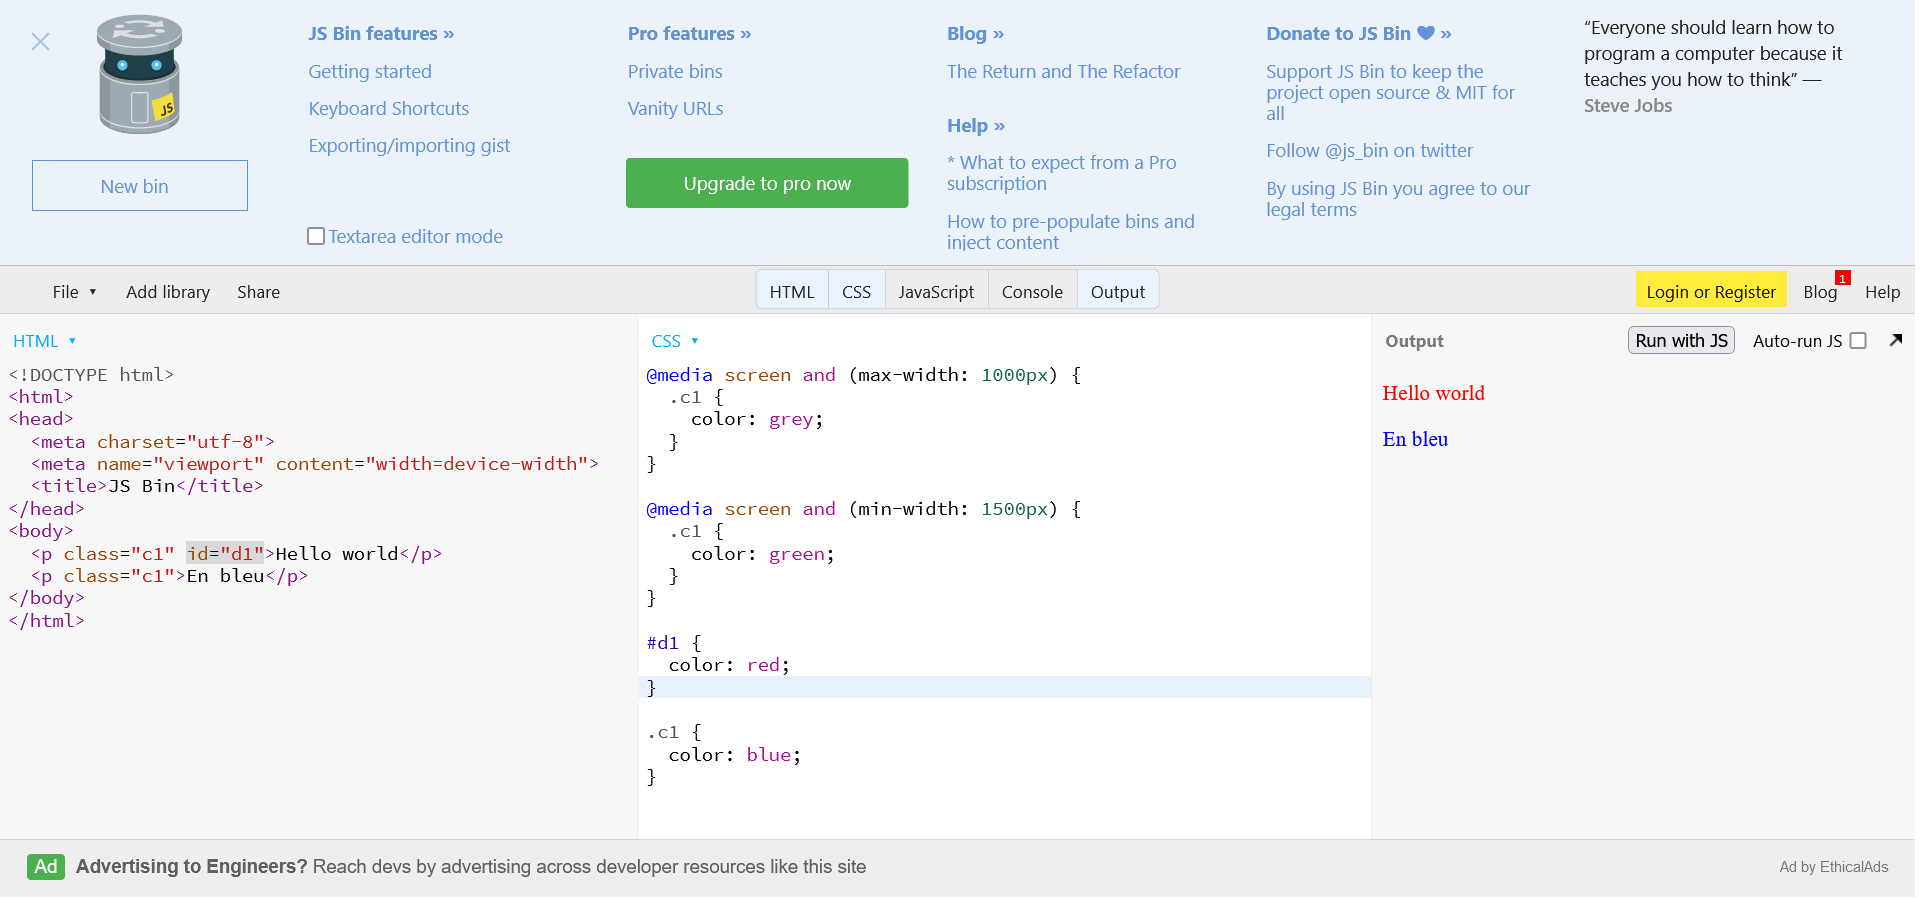 JS
New bin
JS Bin features »
Getting started
Keyboard Shortcuts
Exporting/importing gist
Textarea editor mode
Pro features »
Private bins
Vanity URLs
Upgrade to pro now
Blog »
The Return and The Refactor
Help »
* What to expect from a Pro
subscription
How to pre-populate bins and
inject content
Donate to JS Bin ♥ »
Support JS Bin to keep the
project open source & MIT for
all
Follow @js_bin on twitter
By using JS Bin you agree to our
legal terms
“Everyone should learn how to
program a computer because it
teaches you how to think” —
Steve Jobs
File ▾ Add library Share
HTML CSS JavaScript Console Output
Login or Register Blog 1 Help
HTML ▾
<!DOCTYPE html>
<html>
<head>
  <meta charset="utf-8">
  <meta name="viewport" content="width=device-width">
  <title>JS Bin</title>
</head>
<body>
  <p class="c1" id="d1">Hello world</p>
  <p class="c1">En bleu</p>
</body>
</html>
CSS ▾
@media screen and (max-width: 1000px) {
  .c1 {
    color: grey;
  }
}
@media screen and (min-width: 1500px) {
  .c1 {
    color: green;
  }
}
#d1 {
  color: red;
}
.c1 {
  color: blue;
}
Output Run with JS Auto-run JS
Hello world
En bleu
Ad Advertising to Engineers? Reach devs by advertising across developer resources like this site
Ad by EthicalAds